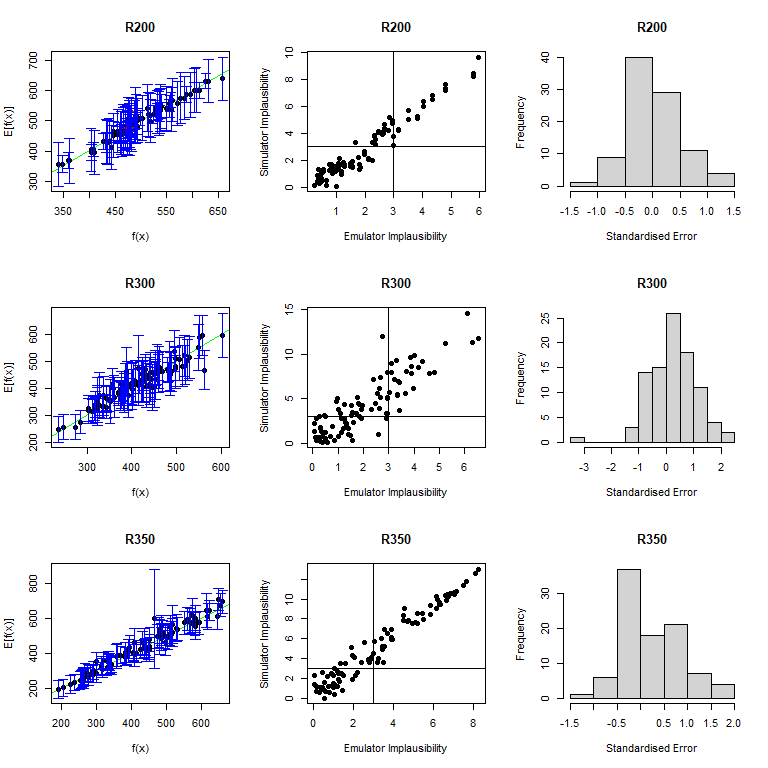 R200
R200
R200
E[f(x)]
300 400 500 600 700
350 450 550 650
f(x)
Simulator Implausibility
0 2 4 6 8 10
1 2 3 4 5 6
Emulator Implausibility
Frequency
0 10 20 30 40
-1.5 -1.0 -0.5 0.0 0.5 1.0 1.5
Standardised Error
R300
R300
R300
E[f(x)]
200 300 400 500 600
300 400 500 600
f(x)
Simulator Implausibility
0 5 10 15
0 1 2 3 4 5 6
Emulator Implausibility
Frequency
0 5 10 15 20 25
-3 -2 -1 0 1 2
Standardised Error
R350
R350
R350
E[f(x)]
200 400 600 800
200 300 400 500 600
f(x)
Simulator Implausibility
0 2 4 6 8 10
0 2 4 6 8
Emulator Implausibility
Frequency
0 10 20 30
-1.5 -0.5 0.5 1.0 1.5 2.0
Standardised Error